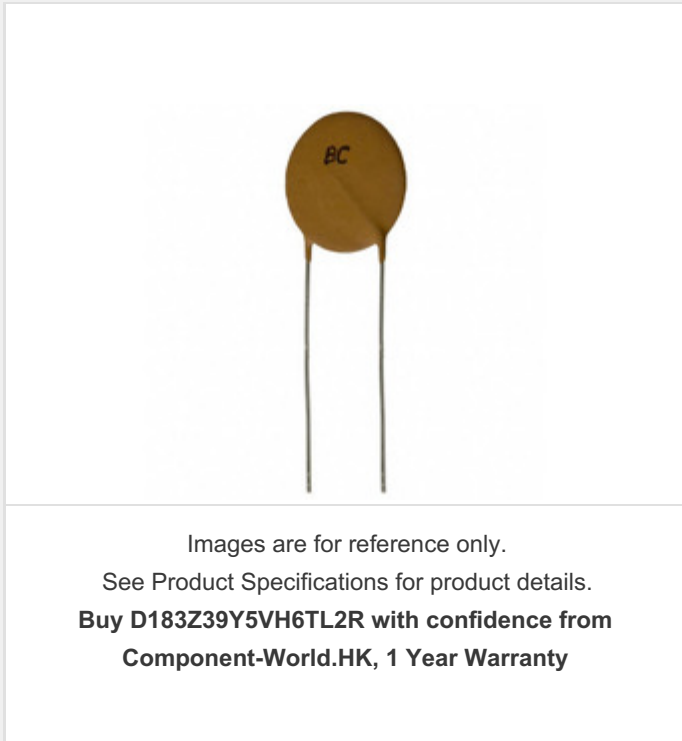 BC
Images are for reference only.
See Product Specifications for product details.
Buy D183Z39Y5VH6TL2R with confidence from
Component-World.HK, 1 Year Warranty